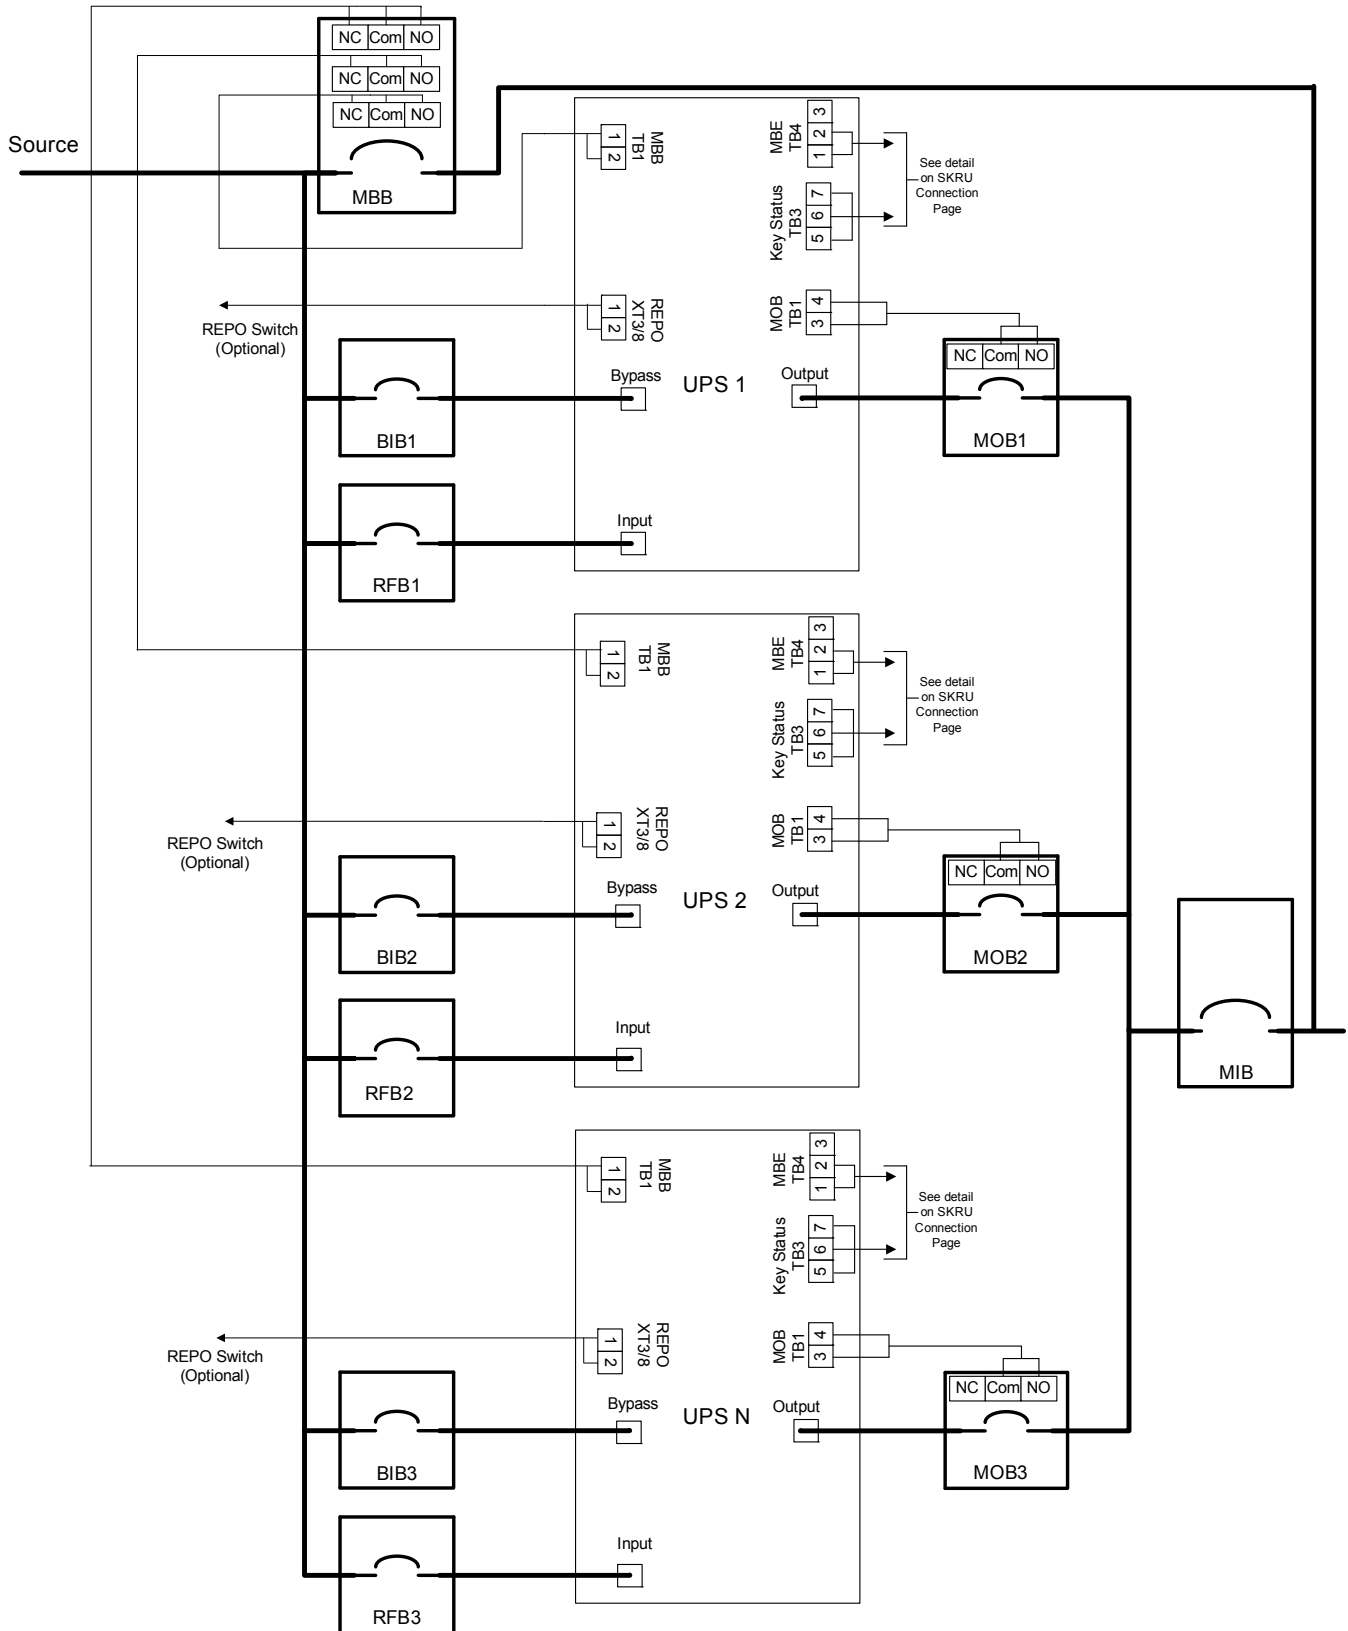 NC Com NO
NC Com NO
NC Com NO
Source
MBB
1
2
MBB
TB1
MBE
TB4
3
2
1
See detail
on SKRU
Connection
Page
Key Status
TB3
7
6
5
REPO Switch
(Optional)
1
2
REPO
XT3/8
MOB
TB1
4
3
NC Com NO
Bypass
UPS 1
Output
BIB1
MOB1
Input
RFB1
1
2
MBB
TB1
MBE
TB4
3
2
1
See detail
on SKRU
Connection
Page
Key Status
TB3
7
6
5
REPO Switch
(Optional)
1
2
REPO
XT3/8
MOB
TB1
4
3
NC Com NO
Bypass
UPS 2
Output
BIB2
MOB2
Input
RFB2
MIB
1
2
MBB
TB1
MBE
TB4
3
2
1
See detail
on SKRU
Connection
Page
Key Status
TB3
7
6
5
REPO Switch
(Optional)
1
2
REPO
XT3/8
MOB
TB1
4
3
NC Com NO
Bypass
UPS N
Output
BIB3
MOB3
Input
RFB3